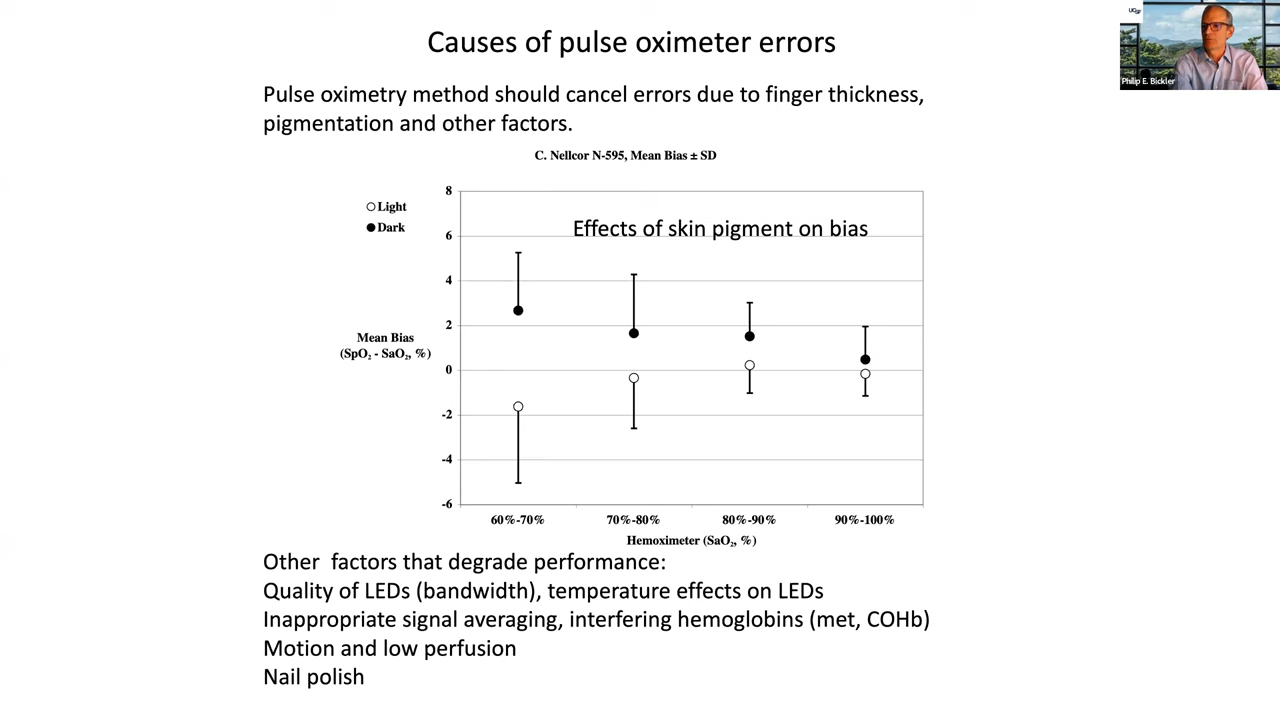 Causes of pulse oximeter errors
UCSF
Philip E. Bickler
Pulse oximetry method should cancel errors due to finger thickness,
pigmentation and other factors.
C. Nellcor N-595, Mean Bias ± SD
Light
Dark
Effects of skin pigment on bias
8
6
4
2
0
-2
-4
-6
Mean Bias
(SpO₂ - SaO₂, %)
60%-70% 70%-80% 80%-90% 90%-100%
Hemoximeter (SaO₂, %)
Other factors that degrade performance:
Quality of LEDs (bandwidth), temperature effects on LEDs
Inappropriate signal averaging, interfering hemoglobins (met, COHb)
Motion and low perfusion
Nail polish